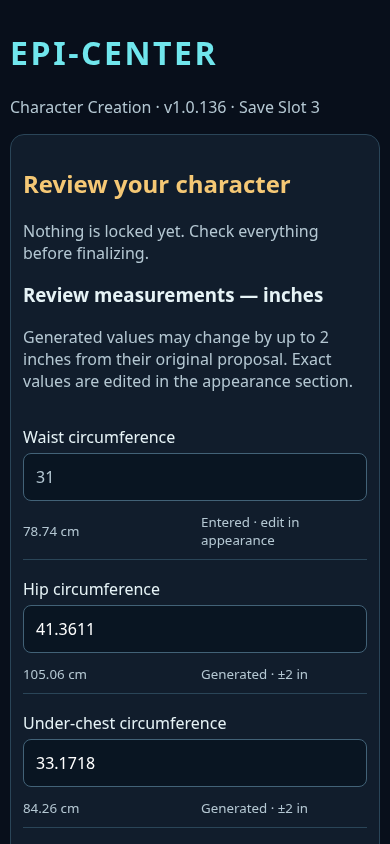 EPI-CENTER
Character Creation · v1.0.136 · Save Slot 3
Review your character
Nothing is locked yet. Check everything
before finalizing.
Review measurements — inches
Generated values may change by up to 2
inches from their original proposal. Exact
values are edited in the appearance section.
Waist circumference
31
78.74 cm
Entered · edit in
appearance
Hip circumference
41.3611
105.06 cm
Generated · ±2 in
Under-chest circumference
33.1718
84.26 cm
Generated · ±2 in